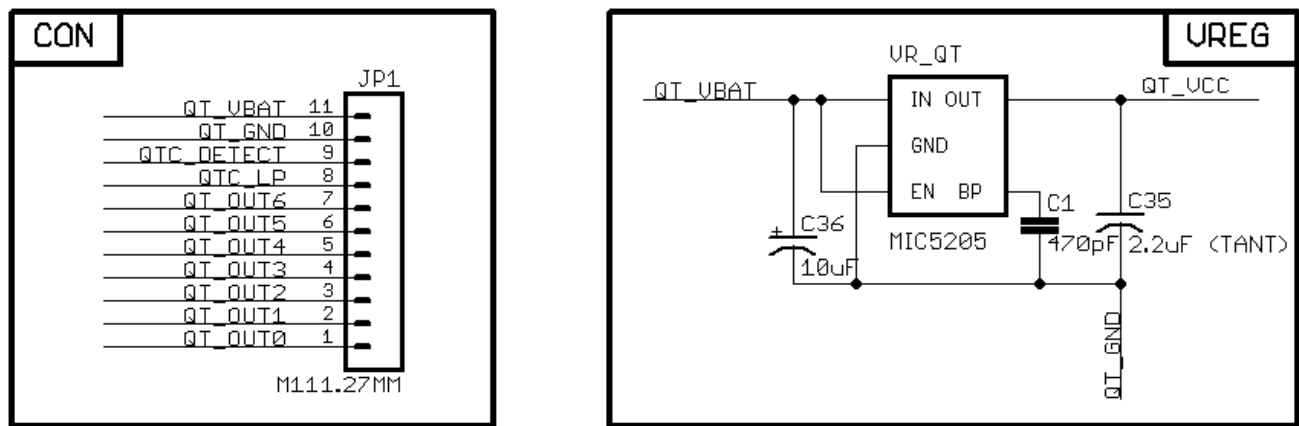 CON
JP1
QT_VBAT 11
QT_GND 10
QTC_DETECT 9
QTC_LP 8
QT_OUT6 7
QT_OUT5 6
QT_OUT4 5
QT_OUT3 4
QT_OUT2 3
QT_OUT1 2
QT_OUT0 1
M111.27MM
VREG
VR_QT
QT_VBAT
QT_VCC
IN OUT
GND
EN BP
C1
C35
+ C36
MIC5205
470pF
2.2uF (TANT)
10uF
QT_GND